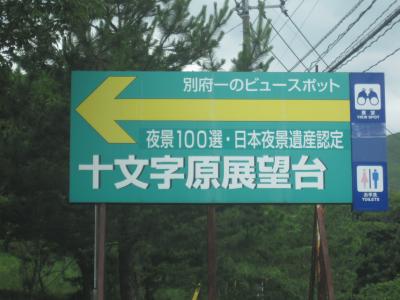 別府一のビュースポット
夜景100選・日本夜景遺産認定
十文字原展望台
展望
VIEW SPOT
お手洗
TOILETS